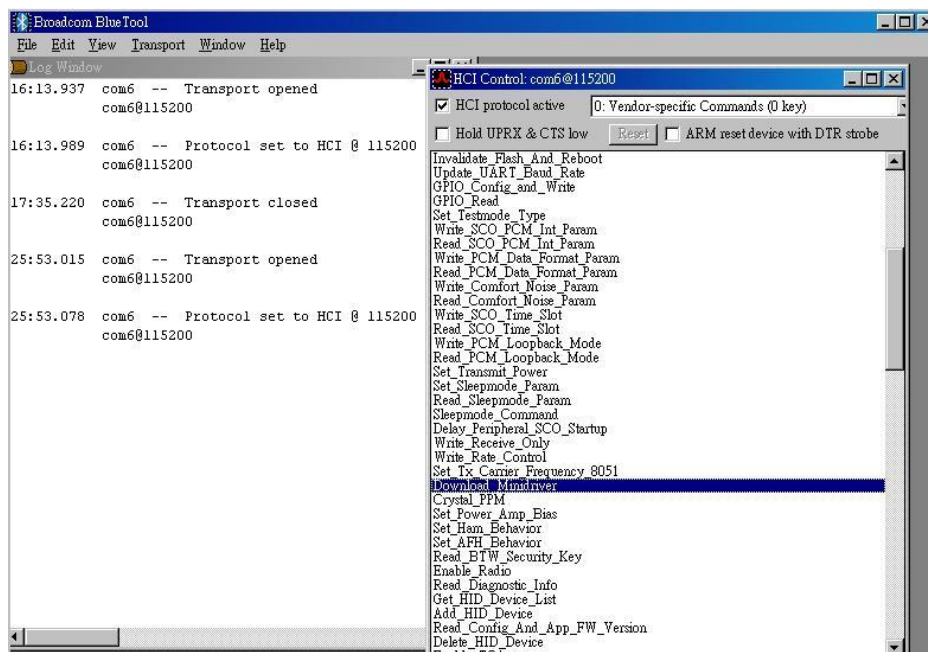 Broadcom BlueTool
File Edit View Transport Window Help
Log Window
16:13.937 com6 -- Transport opened
com6@115200
16:13.989 com6 -- Protocol set to HCI @ 115200
com6@115200
17:35.220 com6 -- Transport closed
com6@115200
25:53.015 com6 -- Transport opened
com6@115200
25:53.078 com6 -- Protocol set to HCI @ 115200
com6@115200
HCI Control: com6@115200
HCI protocol active 0: Vendor-specific Commands (0 key)
Hold UPRX & CTS low Reset ARM reset device with DTR strobe
Invalidate_Flash_And_Reboot
Update_UART_Baud_Rate
GPIO_Config_and_Write
GPIO_Read
Set_Testmode_Type
Write_SCO_PCM_Int_Param
Read_SCO_PCM_Int_Param
Write_PCM_Data_Format_Param
Read_PCM_Data_Format_Param
Write_Comfort_Noise_Param
Read_Comfort_Noise_Param
Write_SCO_Time_Slot
Read_SCO_Time_Slot
Write_PCM_Loopback_Mode
Read_PCM_Loopback_Mode
Set_Transmit_Power
Set_Sleepmode_Param
Read_Sleepmode_Param
Sleepmode_Command
Delay_Peripheral_SCO_Startup
Write_Receive_Only
Write_Rate_Control
Set_Tx_Carrier_Frequency_8051
Download_Minidriver
Crystal_PPM
Set_Power_Amp_Bias
Set_Ham_Behavior
Set_AFH_Behavior
Read_BTW_Security_Key
Enable_Radio
Read_Diagnostic_Info
Get_HID_Device_List
Add_HID_Device
Read_Config_And_App_FW_Version
Delete_HID_Device